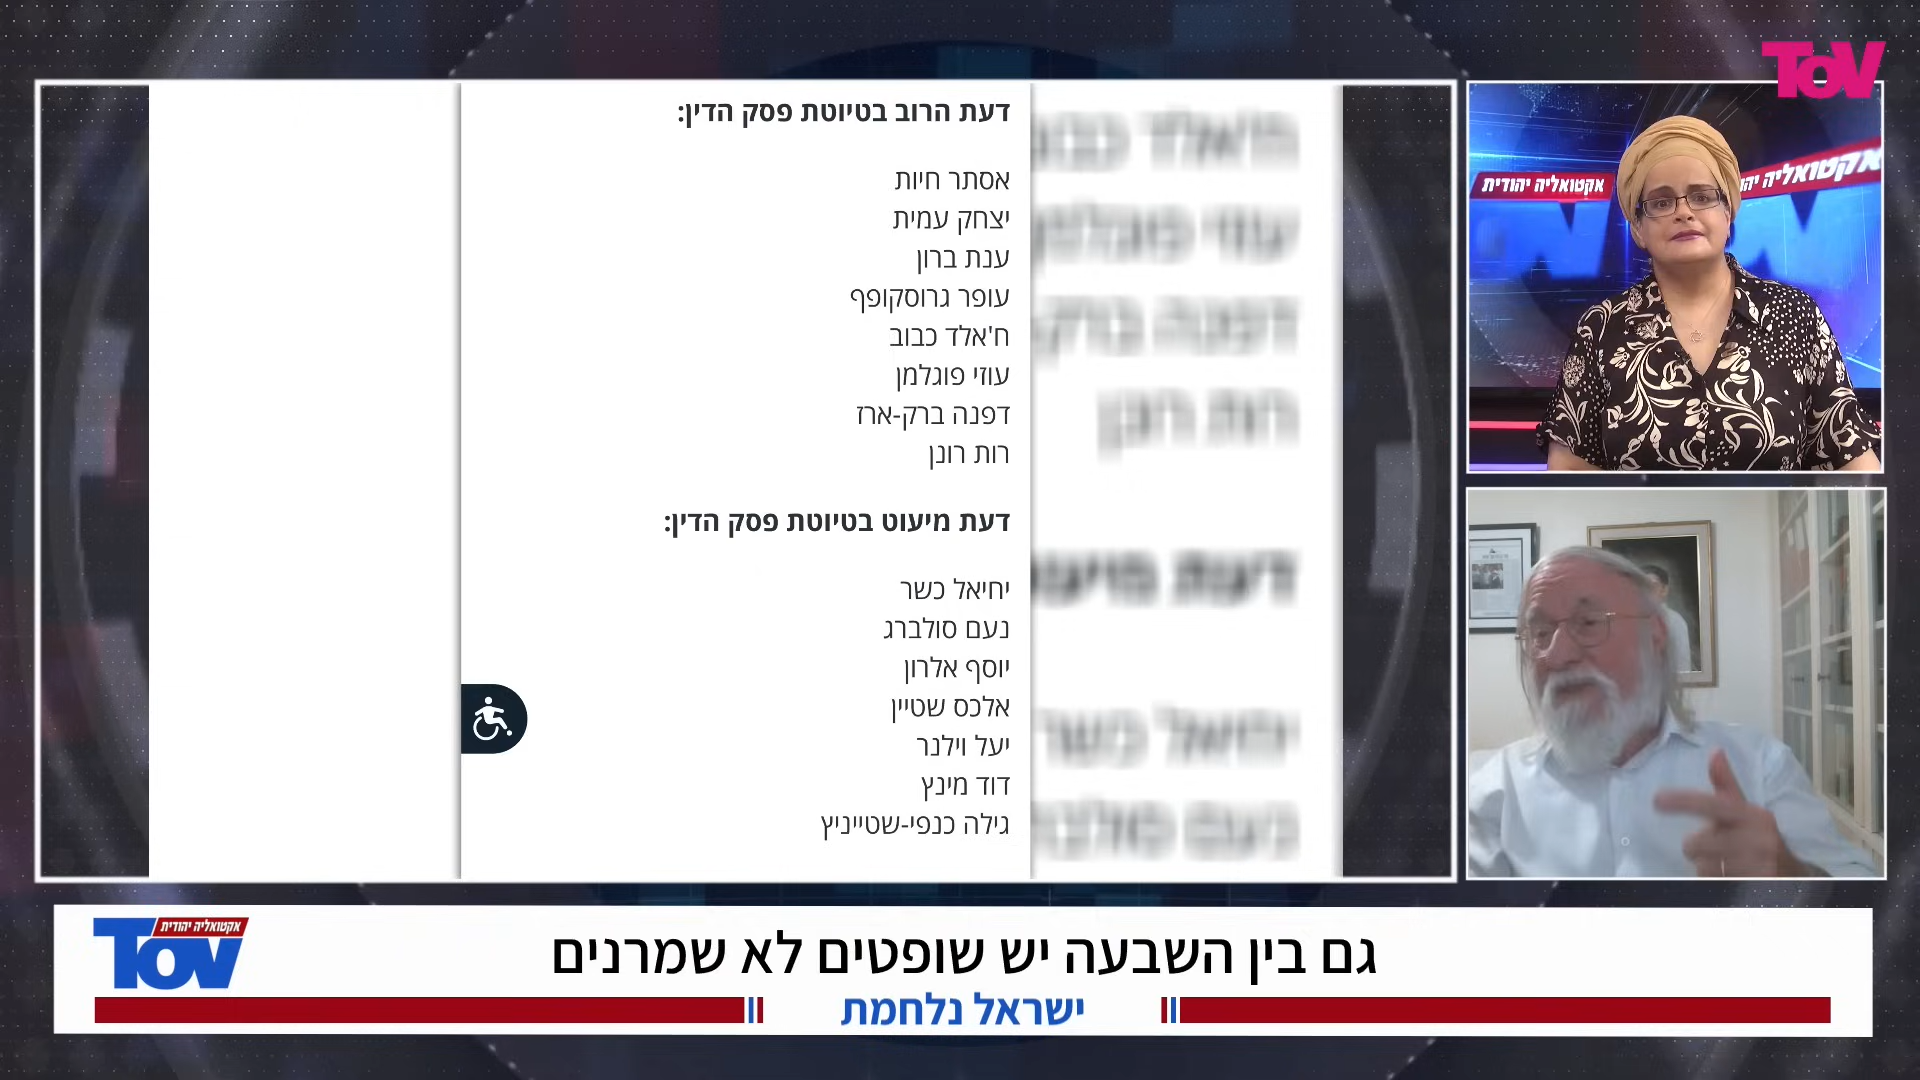 TOV
דעת הרוב בטיוטת פסק הדין:
אסתר חיות
יצחק עמית
ענת ברון
עופר גרוסקופף
ח'אלד כבוב
עוזי פוגלמן
דפנה ברק-ארז
רות רונן
דעת מיעוט בטיוטת פסק הדין:
יחיאל כשר
נעם סולברג
יוסף אלרון
אלכס שטיין
יעל וילנר
דוד מינץ
גילה כנפי-שטייניץ
אקטואליה יהודית
אקטואליה יהו
אקטואליה יהודית
TOV
גם בין השבעה יש שופטים לא שמרנים
ישראל נלחמת